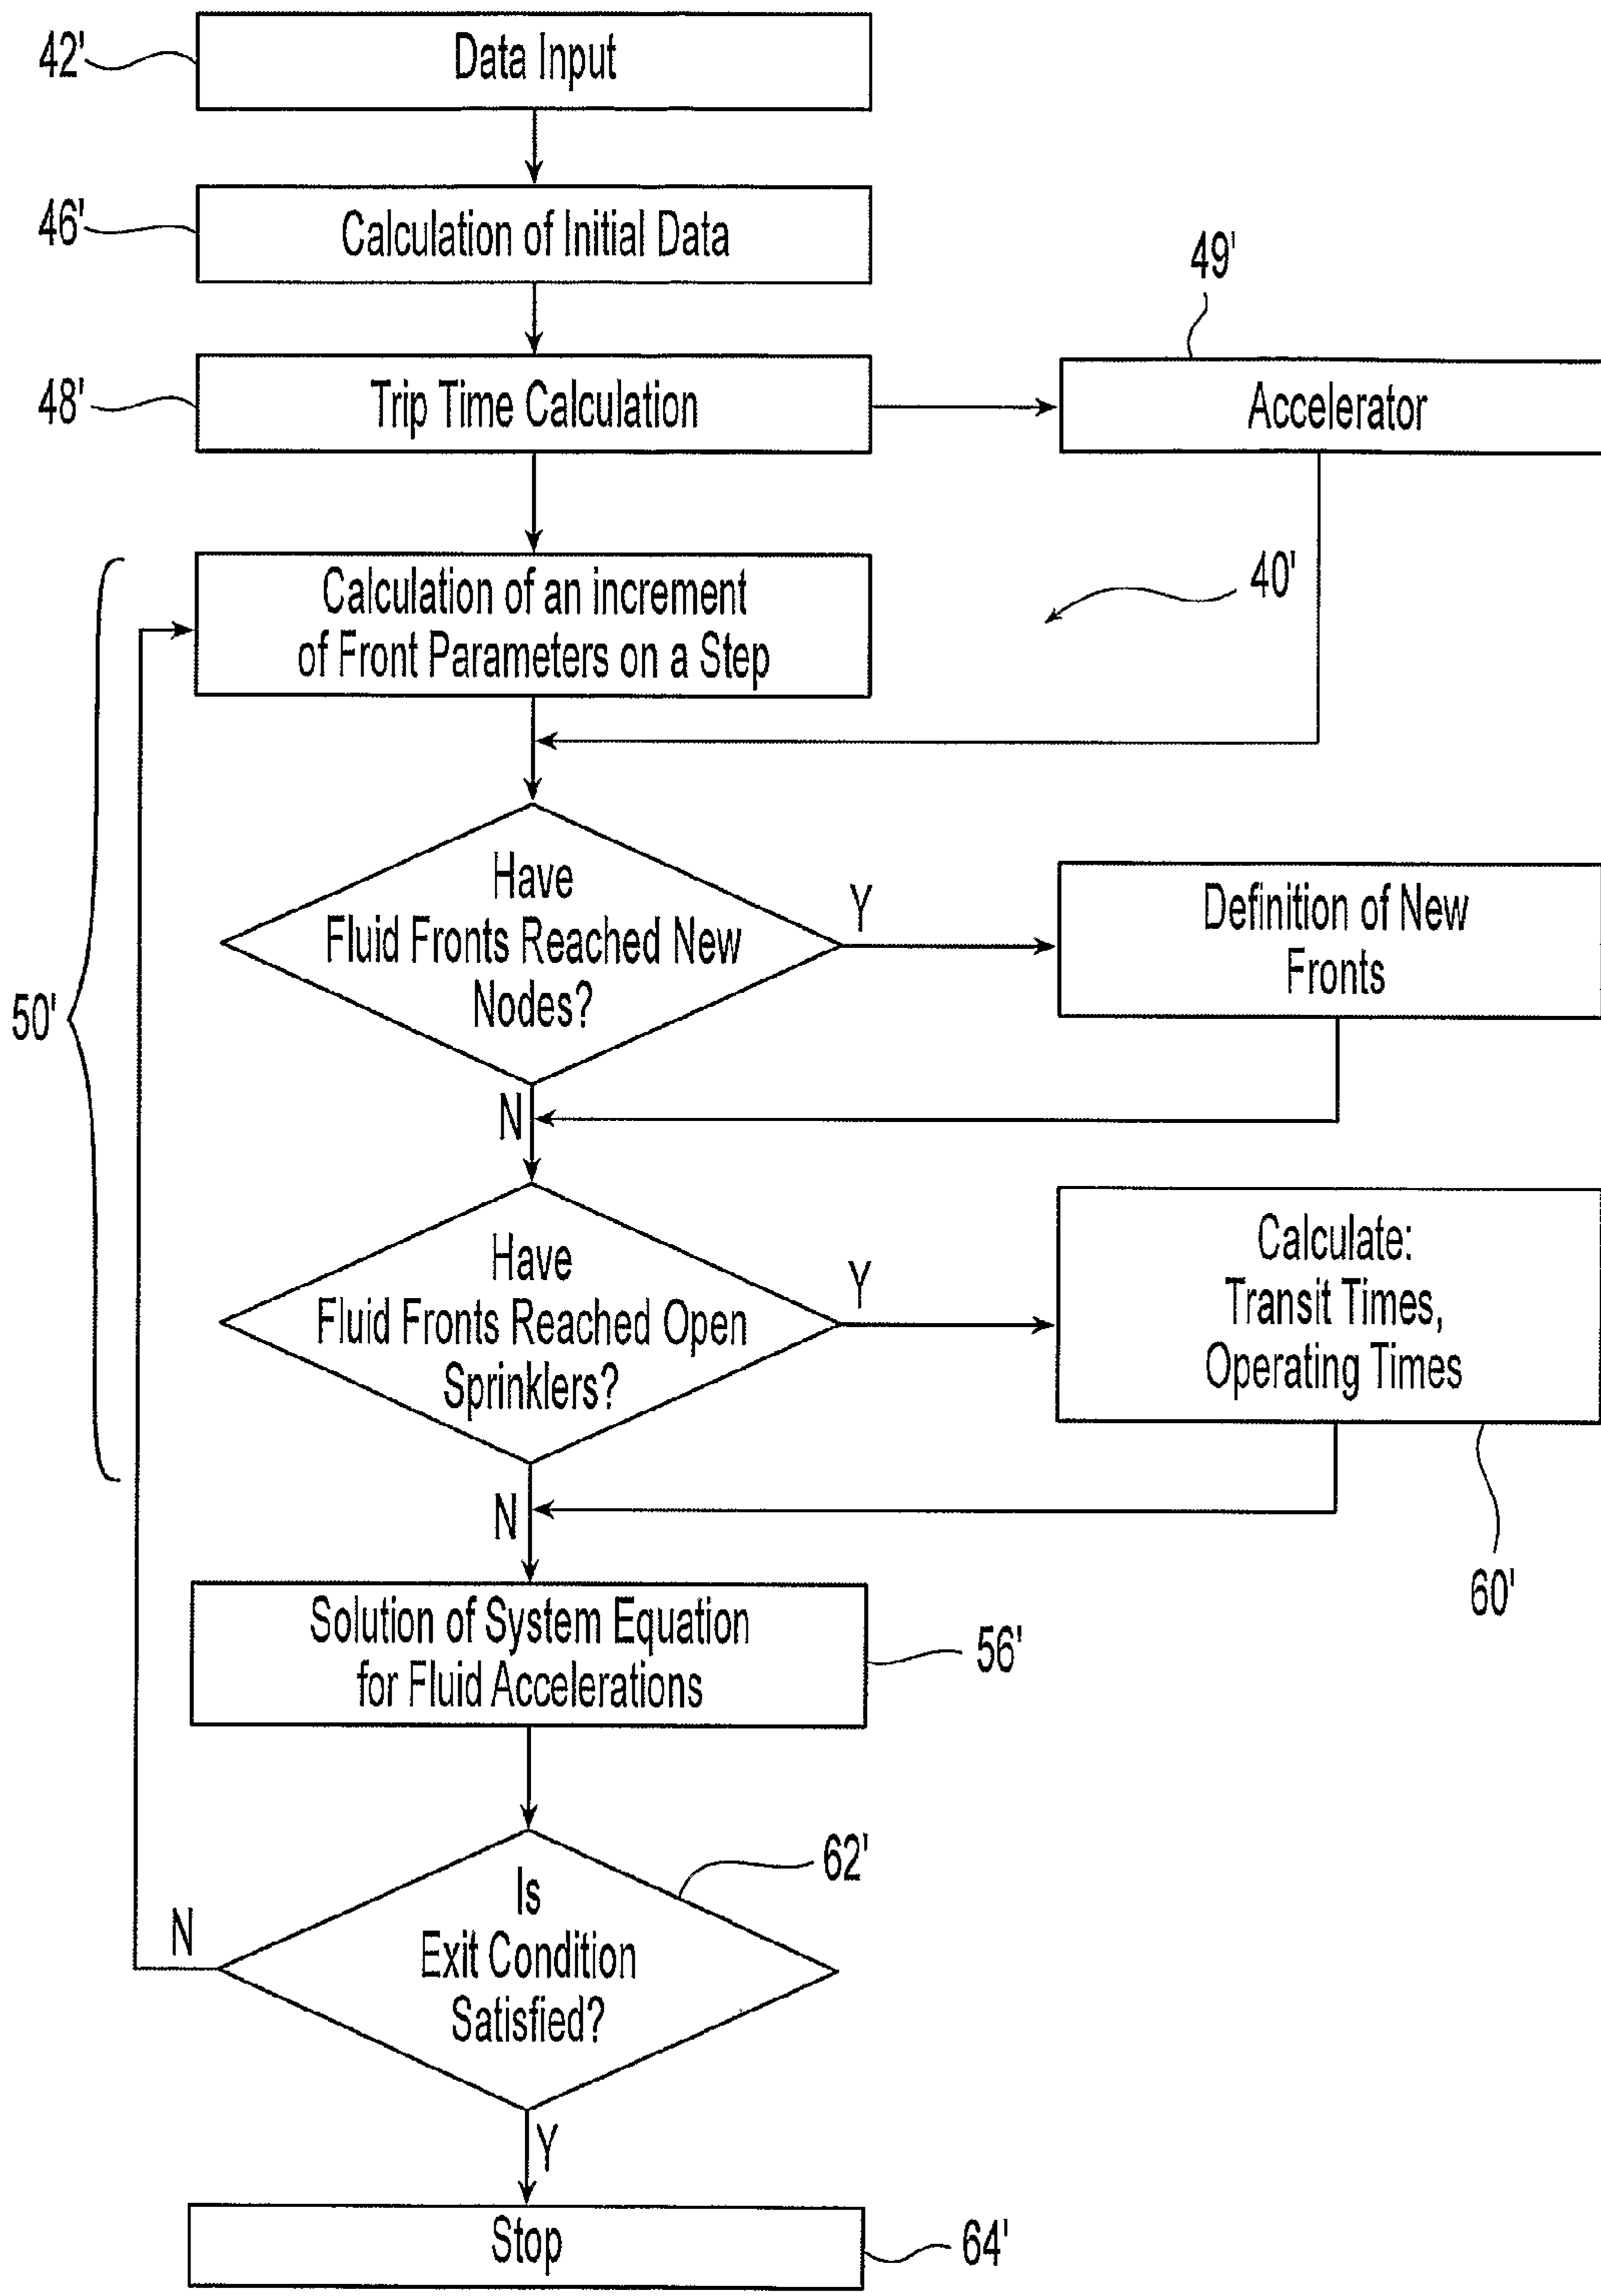 42'
Data Input
46'
Calculation of Initial Data
49'
48'
Trip Time Calculation
Accelerator
40'
Calculation of an increment
of Front Parameters on a Step
Have
Fluid Fronts Reached New
Nodes?
Y
Definition of New
Fronts
50'
N
Have
Fluid Fronts Reached Open
Sprinklers?
Y
Calculate:
Transit Times,
Operating Times
N
60'
Solution of System Equation
for Fluid Accelerations
56'
62'
Is
Exit Condition
Satisfied?
N
Y
Stop
64'